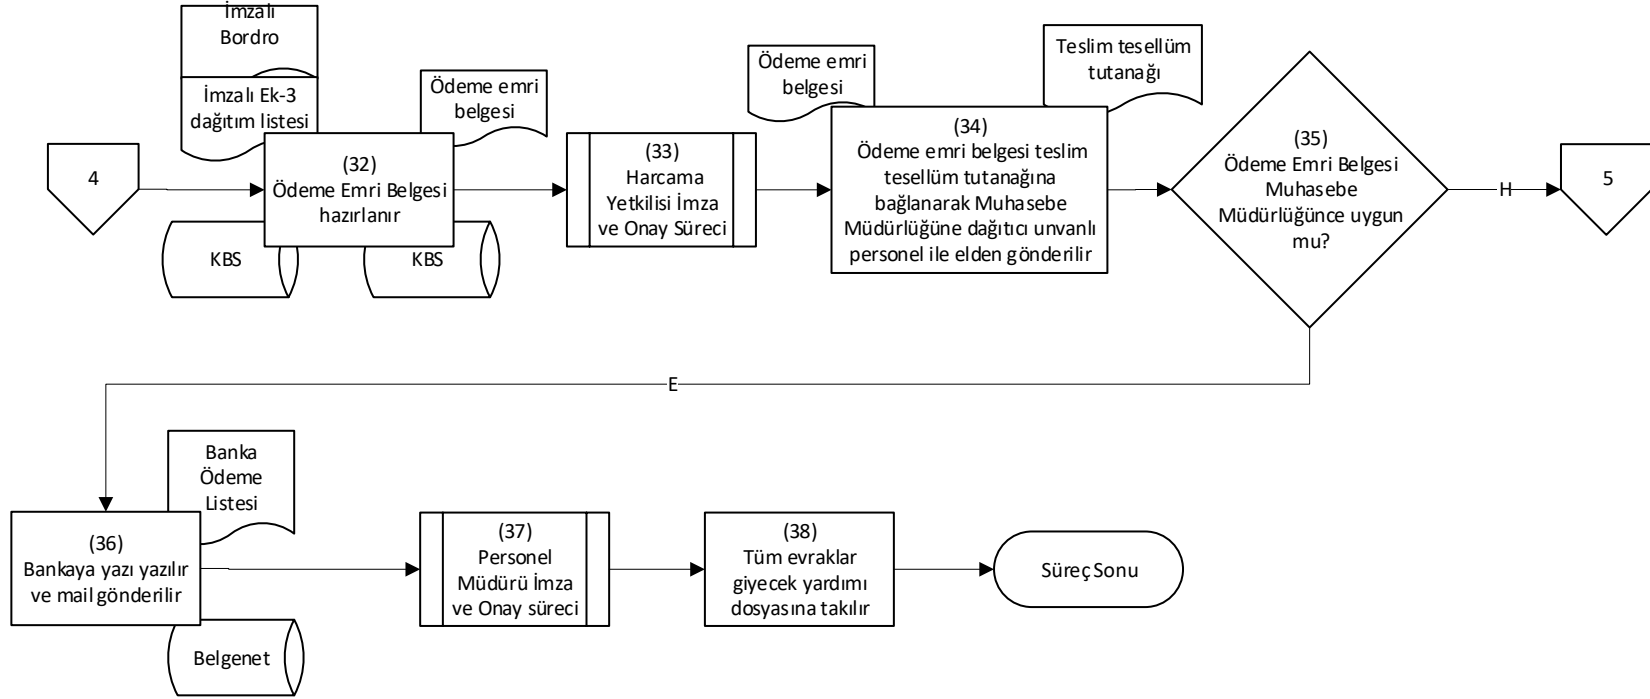 İmzalı
Bordro
İmzalı Ek-3
dağıtım listesi
Ödeme emri
belgesi
Ödeme emri
belgesi
Teslim tesellüm
tutanağı
4
(32)
Ödeme Emri Belgesi
hazırlanır
KBS
KBS
(33)
Harcama
Yetkilisi İmza
ve Onay Süreci
(34)
Ödeme emri belgesi teslim
tesellüm tutanağına
bağlanarak Muhasebe
Müdürlüğüne dağıtıcı unvanlı
personel ile elden gönderilir
(35)
Ödeme Emri Belgesi
Muhasebe
Müdürlüğünce uygun
mu?
H
5
E
Banka
Ödeme
Listesi
(36)
Bankaya yazı yazılır
ve mail gönderilir
Belgenet
(37)
Personel
Müdürü İmza
ve Onay süreci
(38)
Tüm evraklar
giyecek yardımı
dosyasına takılır
Süreç Sonu